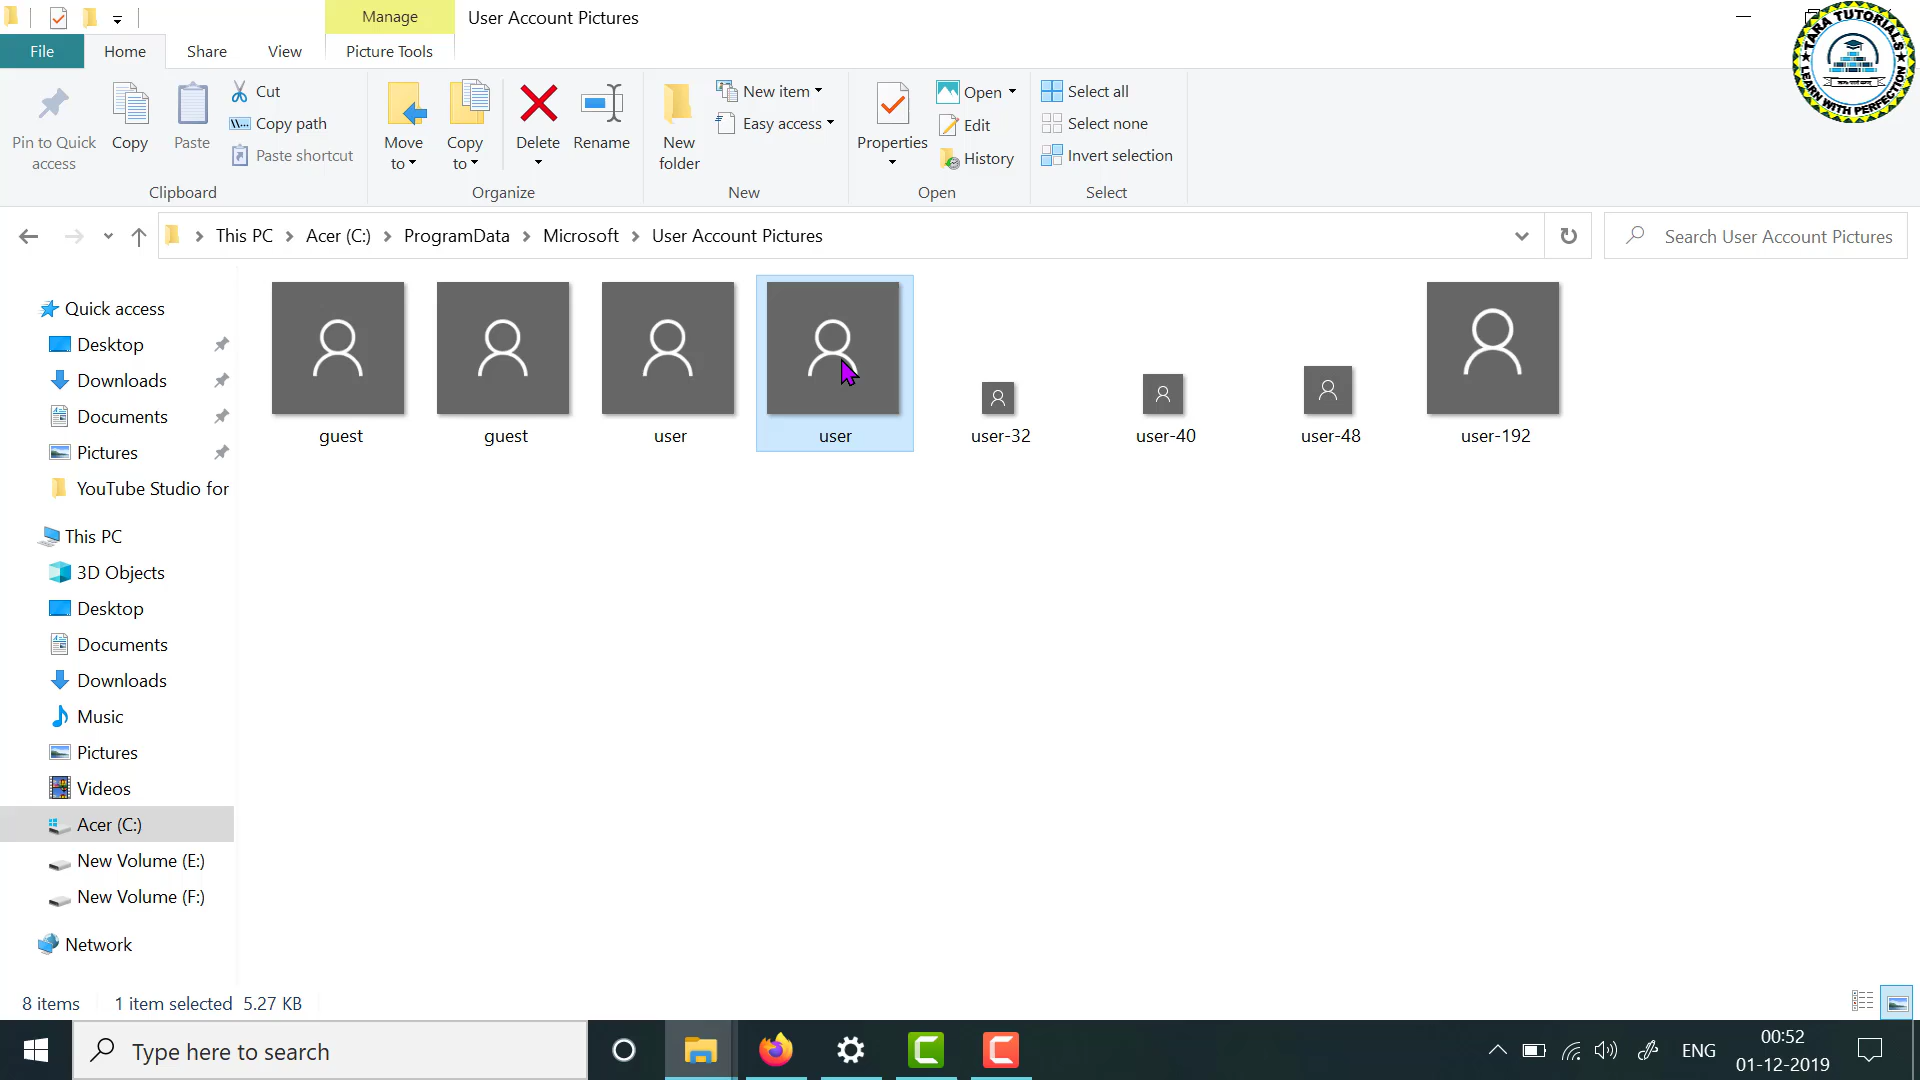 Manage
User Account Pictures
File
Home
Share
View
Picture Tools
Pin to Quick access
Copy
Paste
Cut
Copy path
Paste shortcut
Clipboard
Move to
Copy to
Delete
Rename
Organize
New folder
New item
Easy access
New
Properties
Open
Edit
History
Open
Select all
Select none
Invert selection
Select
TARA TUTORIALS
LEARN WITH PERFECTION
This PC
Acer (C:)
ProgramData
Microsoft
User Account Pictures
Search User Account Pictures
Quick access
Desktop
Downloads
Documents
Pictures
YouTube Studio for
This PC
3D Objects
Desktop
Documents
Downloads
Music
Pictures
Videos
Acer (C:)
New Volume (E:)
New Volume (F:)
Network
guest
guest
user
user
user-32
user-40
user-48
user-192
8 items
1 item selected 5.27 KB
Type here to search
ENG
00:52
01-12-2019